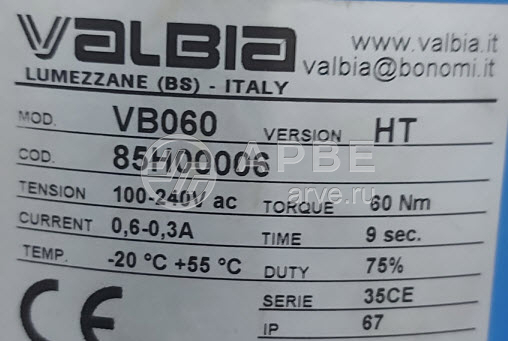 VALBIA
www.valbia.it
LUMEZZANE (BS) - ITALY
valbia@bonomi.it
MOD. VB060 VERSION HT
COD. 85H00006
АРВЕ
arve.ru
TENSION 100-240V ac TORQUE 60 Nm
CURRENT 0,6-0,3A TIME 9 sec.
TEMP. -20 °C +55 °C DUTY 75%
SERIE 35CE
CE IP 67